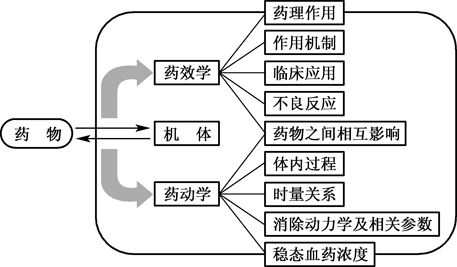 药理作用
作用机制
药效学
临床应用
不良反应
药物
机体
药物之间相互影响
体内过程
药动学
时量关系
消除动力学及相关参数
稳态血药浓度